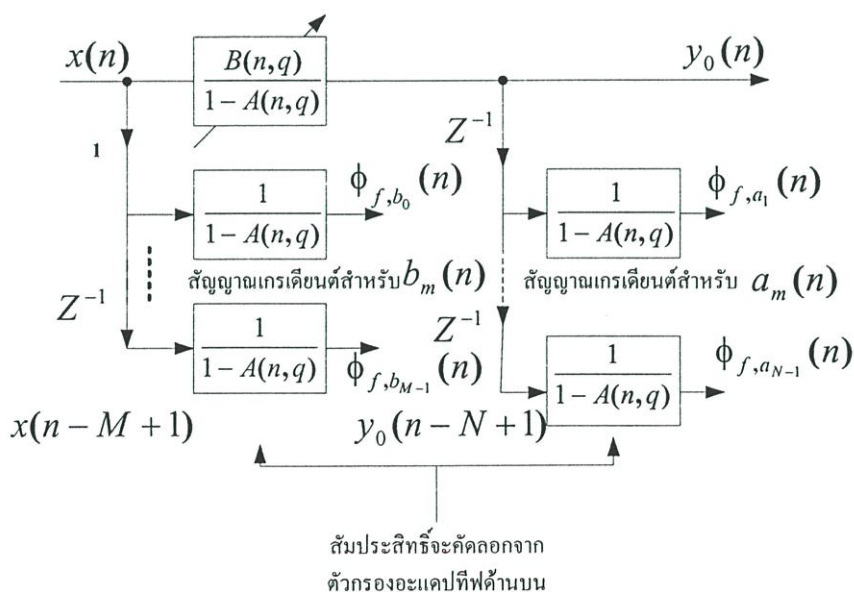 x(n)
B(n,q)
1 − A(n,q)
y₀(n)
Z⁻¹
1
1
1 − A(n,q)
ϕ_{f,b₀}(n)
1
1 − A(n,q)
ϕ_{f,a₁}(n)
สัญญาณเกรเดียนต์สำหรับ b_m(n)
สัญญาณเกรเดียนต์สำหรับ a_m(n)
Z⁻¹
1
1 − A(n,q)
ϕ_{f,b_{M−1}}(n)
Z⁻¹
1
1 − A(n,q)
ϕ_{f,a_{N−1}}(n)
x(n − M + 1)
y₀(n − N + 1)
สัมประสิทธิ์จะคัดลอกจาก
ตัวกรองอะแดปทีฟด้านบน